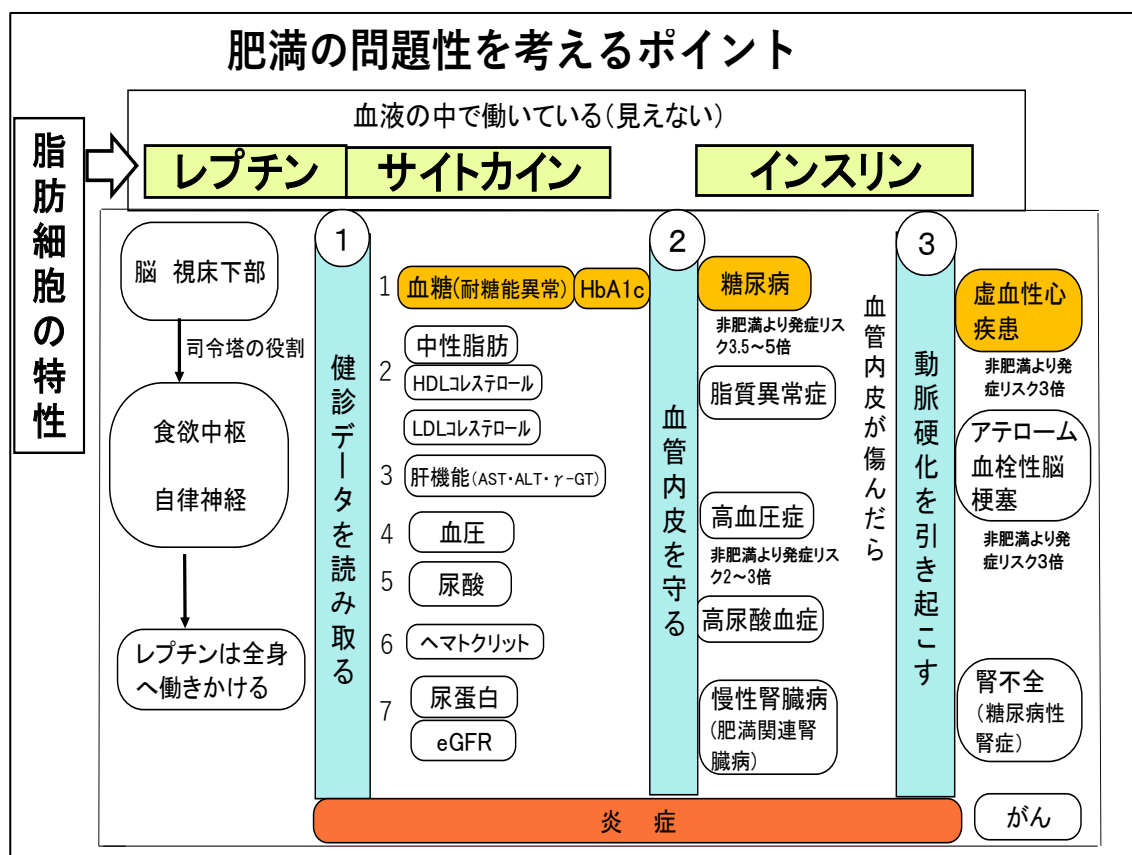 肥満の問題性を考えるポイント
脂肪細胞の特性
血液の中で働いている(見えない)
レプチン
サイトカイン
インスリン
脳 視床下部
司令塔の役割
食欲中枢
自律神経
レプチンは全身
へ働きかける
1
健診データを読み取る
1 血糖(耐糖能異常) HbA1c
2 中性脂肪
HDLコレステロール
LDLコレステロール
3 肝機能(AST・ALT・γ-GT)
4 血圧
5 尿酸
6 ヘマトクリット
7 尿蛋白
eGFR
2
血管内皮を守る
糖尿病
非肥満より発症リス
ク3.5～5倍
脂質異常症
高血圧症
非肥満より発症リス
ク2～3倍
高尿酸血症
慢性腎臓病
(肥満関連腎
臓病)
血管内皮が傷んだら
3
動脈硬化を引き起こす
虚血性心
疾患
非肥満より発
症リスク3倍
アテローム
血栓性脳
梗塞
非肥満より発
症リスク3倍
腎不全
(糖尿病性
腎症)
がん
炎 症